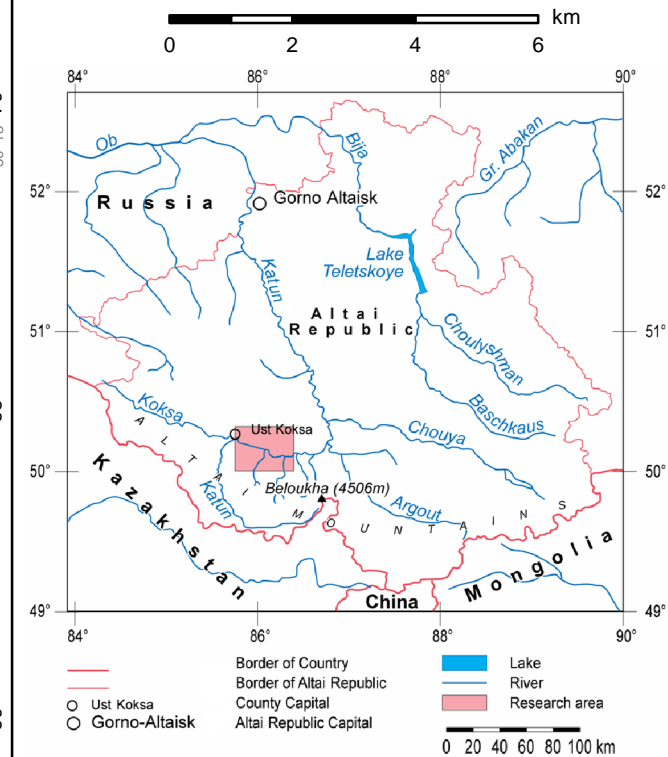 km
0 2 4 6
84° 86° 88° 90°
Ob
Bija
Gr. Abakan
52° 52°
Russia
Gorno Altaisk
Lake
Teletskoye
Katun
Altai
Republic
51° 51°
Choulyshman
Koksa
Baschkaus
Ust Koksa
Chouya
50° 50°
ALTAI MOUNTAINS
Beloukha (4506m)
Katun
Argout
Kazakhstan
Mongolia
China
49° 49°
84° 86° 88° 90°
Border of Country
Lake
Border of Altai Republic
River
Ust Koksa
County Capital
Research area
Gorno-Altaisk
Altai Republic Capital
0 20 40 60 80 100 km